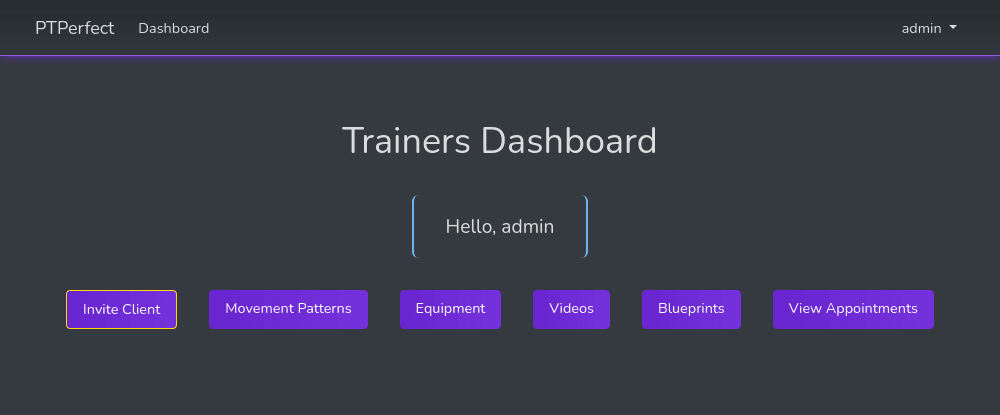 PTPerfect Dashboard admin
Trainers Dashboard
Hello, admin
Invite Client Movement Patterns Equipment Videos Blueprints View Appointments